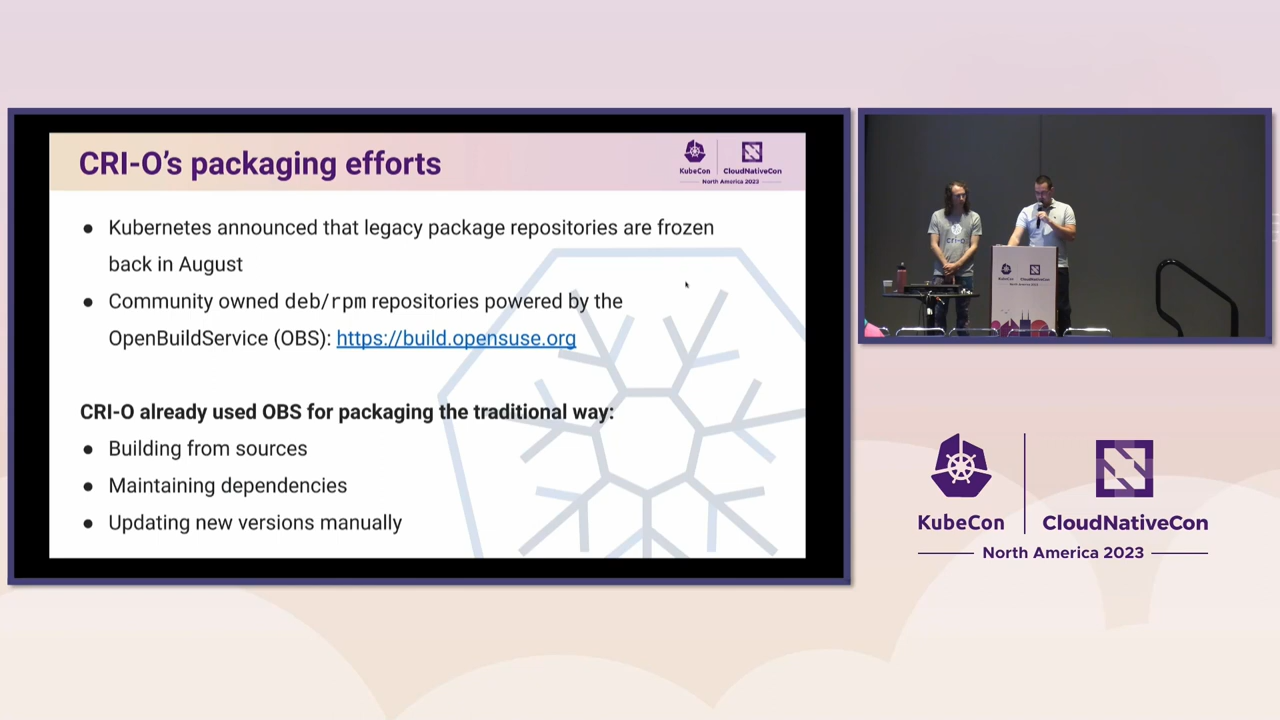 CRI-O's packaging efforts
KubeCon
CloudNativeCon
North America 2023
● Kubernetes announced that legacy package repositories are frozen
back in August
● Community owned deb/rpm repositories powered by the
OpenBuildService (OBS): https://build.opensuse.org
CRI-O already used OBS for packaging the traditional way:
● Building from sources
● Maintaining dependencies
● Updating new versions manually
cri-o
KubeCon
CloudNativeCon
North America 2023